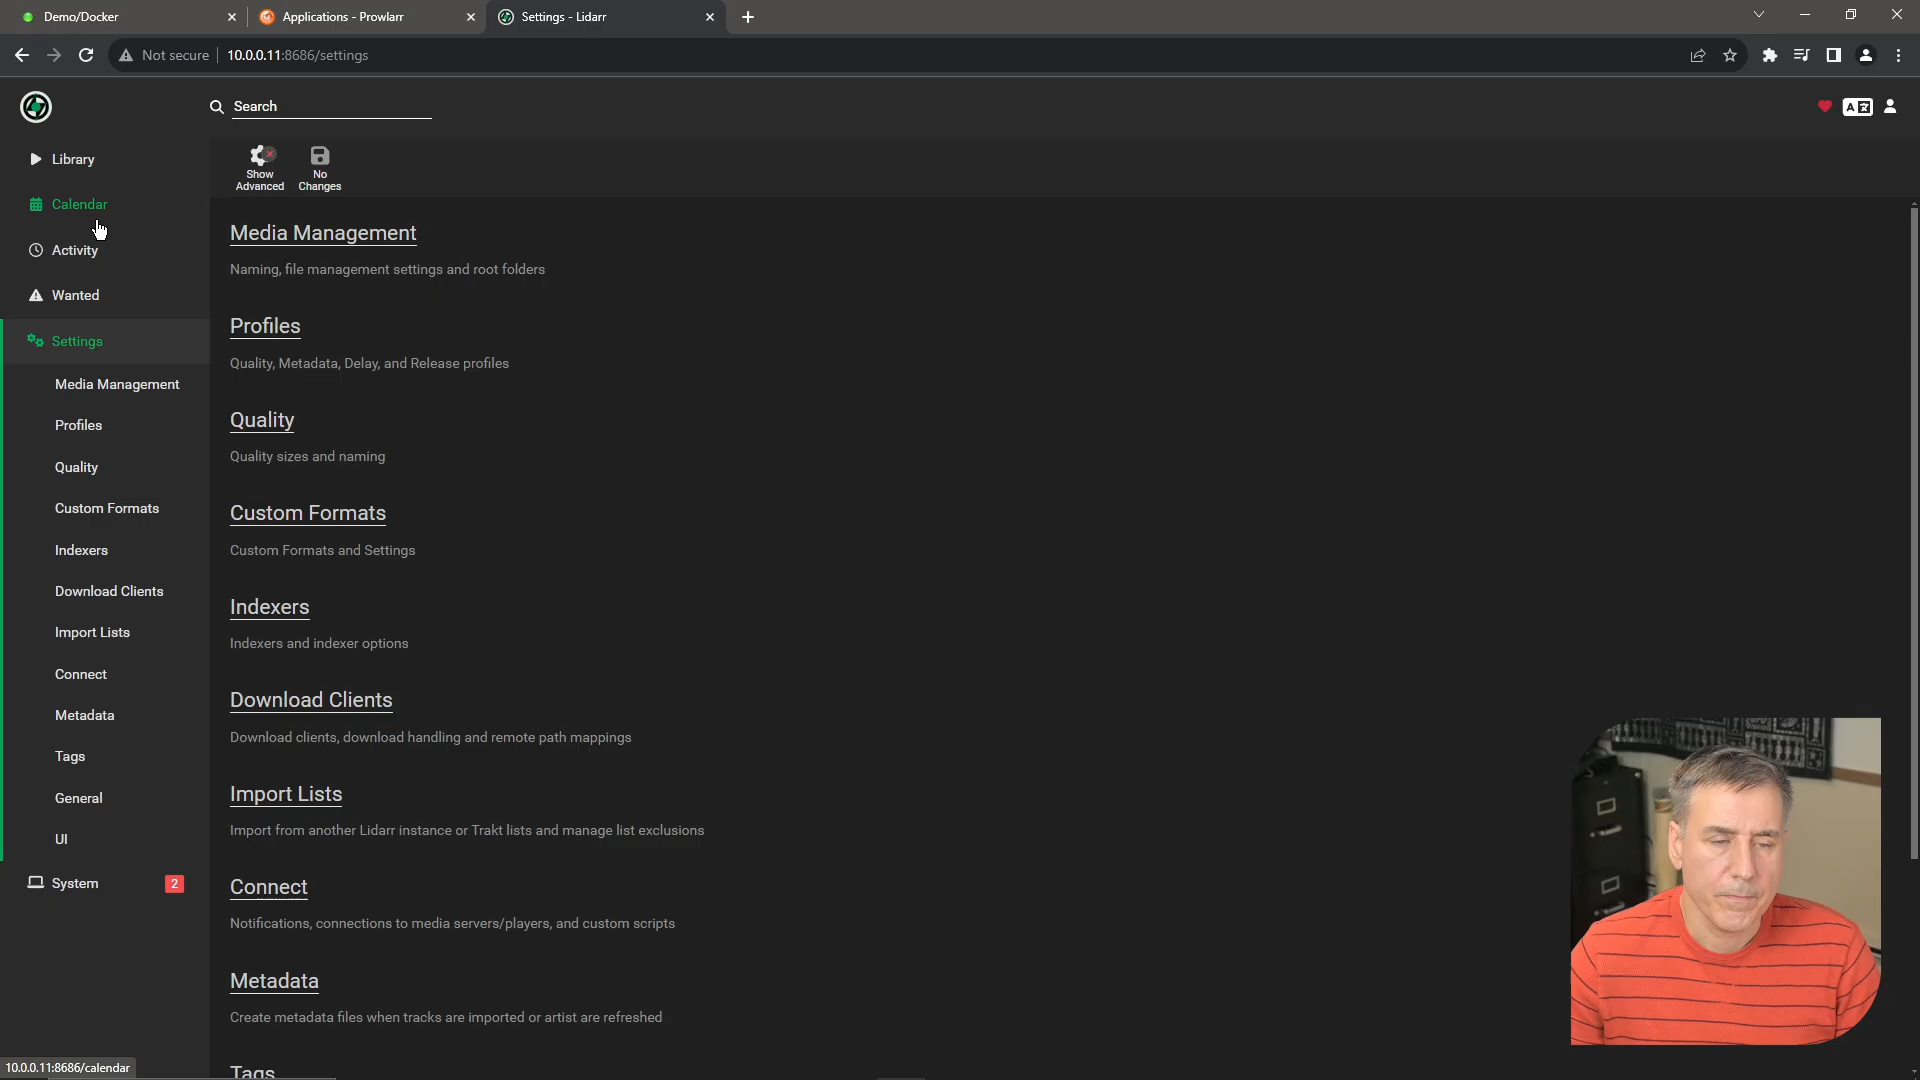 Demo/Docker
Applications - Prowlarr
Settings - Lidarr
Not secure
10.0.0.11:8686/settings
Search
Library
Calendar
Activity
Wanted
Settings
Media Management
Profiles
Quality
Custom Formats
Indexers
Download Clients
Import Lists
Connect
Metadata
Tags
General
UI
System
2
Show
Advanced
No
Changes
Media Management
Naming, file management settings and root folders
Profiles
Quality, Metadata, Delay, and Release profiles
Quality
Quality sizes and naming
Custom Formats
Custom Formats and Settings
Indexers
Indexers and indexer options
Download Clients
Download clients, download handling and remote path mappings
Import Lists
Import from another Lidarr instance or Trakt lists and manage list exclusions
Connect
Notifications, connections to media servers/players, and custom scripts
Metadata
Create metadata files when tracks are imported or artist are refreshed
Tags
10.0.0.11:8686/calendar